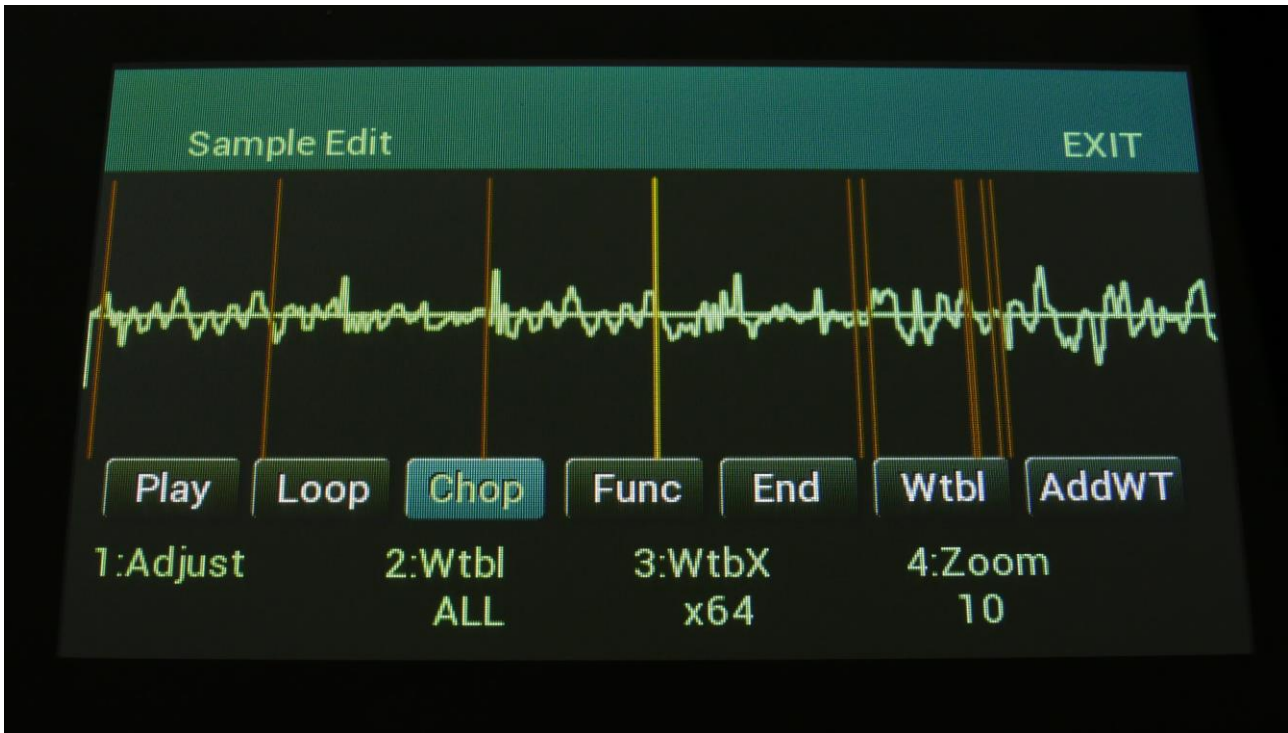 Sample Edit EXIT
Play Loop Chop Func End Wtbl AddWT
1:Adjust 2:Wtbl 3:WtbX 4:Zoom
ALL x64 10